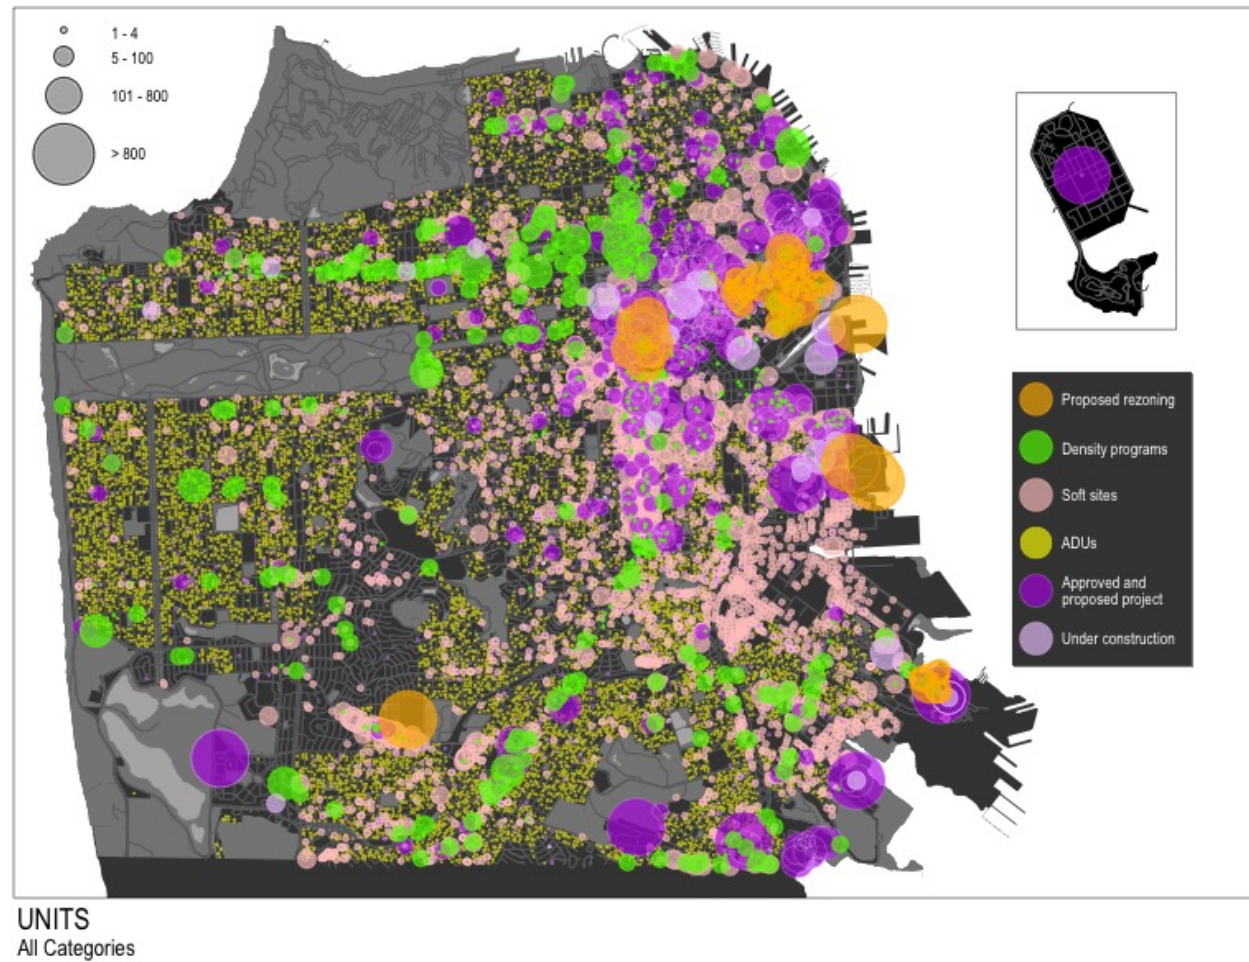 1 - 4
5 - 100
101 - 800
> 800
Proposed rezoning
Density programs
Soft sites
ADUs
Approved and
proposed project
Under construction
UNITS
All Categories